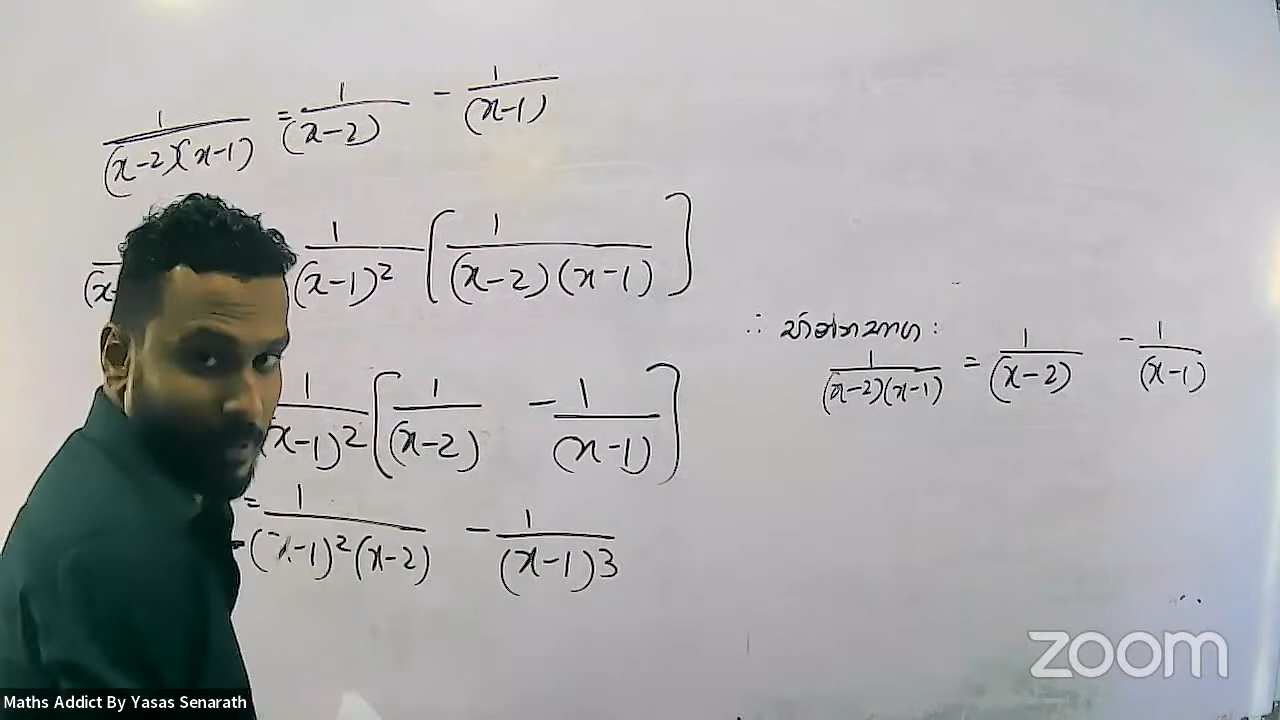 1/((x-2)(x-1)) = 1/(x-2) - 1/(x-1)
1/(x-1)² [1/((x-2)(x-1))]
1/(x-1)² [1/(x-2) - 1/(x-1)]
= 1/((x-1)²(x-2)) - 1/(x-1)3
∴
1/((x-2)(x-1)) = 1/(x-2) - 1/(x-1)
zoom
Maths Addict By Yasas Senarath